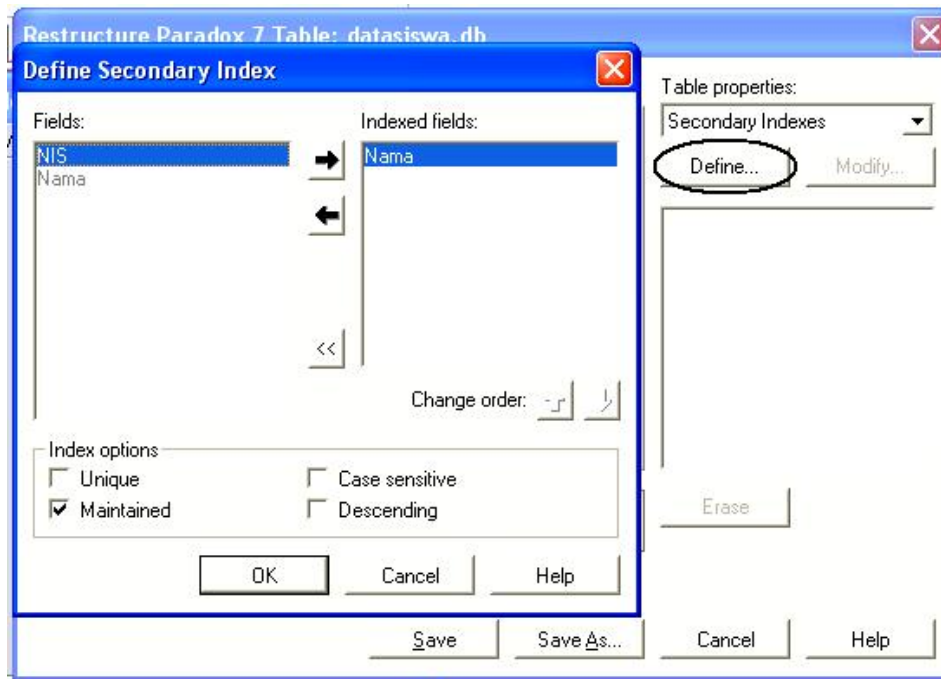 Restructure Paradox 7 Table: datasiswa.db
Define Secondary Index
Fields:
NIS
Nama
Indexed fields:
Nama
<<
Change order:
Index options
Unique
Maintained
Case sensitive
Descending
OK
Cancel
Help
Table properties:
Secondary Indexes
Define...
Modify...
Erase
Save
Save As...
Cancel
Help